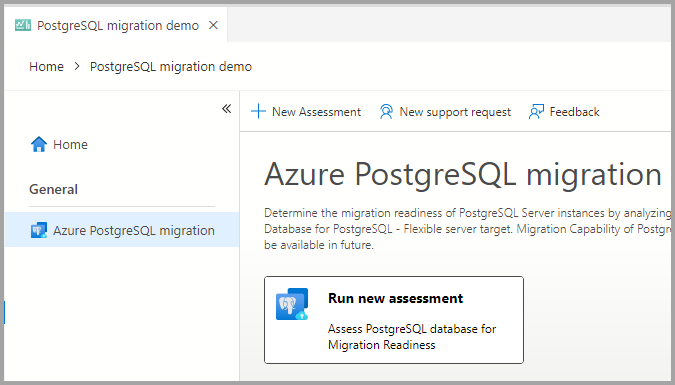 PostgreSQL migration demo
Home > PostgreSQL migration demo
New Assessment
New support request
Feedback
Home
General
Azure PostgreSQL migration
Azure PostgreSQL migration
Determine the migration readiness of PostgreSQL Server instances by analyzing
Database for PostgreSQL - Flexible server target. Migration Capability of Postgr
be available in future.
Run new assessment
Assess PostgreSQL database for
Migration Readiness